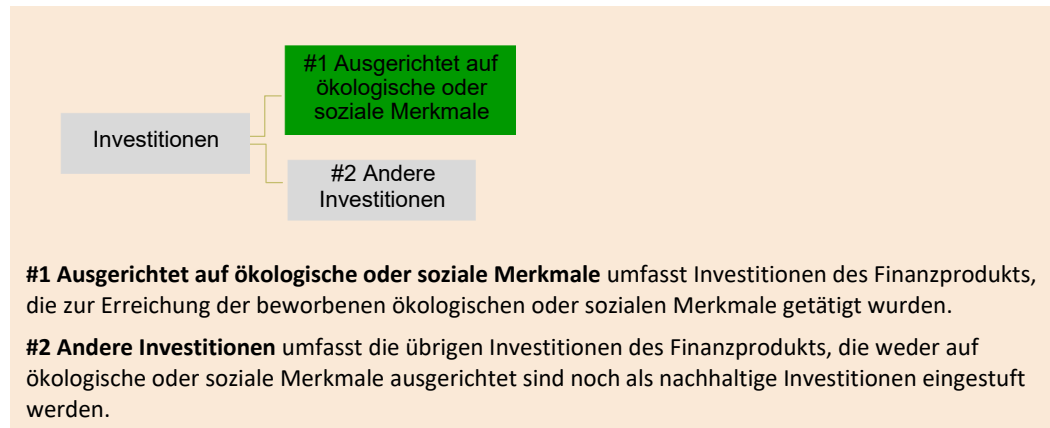 #1 Ausgerichtet auf
ökologische oder
soziale Merkmale
Investitionen
#2 Andere
Investitionen
#1 Ausgerichtet auf ökologische oder soziale Merkmale umfasst Investitionen des Finanzprodukts,
die zur Erreichung der beworbenen ökologischen oder sozialen Merkmale getätigt wurden.
#2 Andere Investitionen umfasst die übrigen Investitionen des Finanzprodukts, die weder auf
ökologische oder soziale Merkmale ausgerichtet sind noch als nachhaltige Investitionen eingestuft
werden.